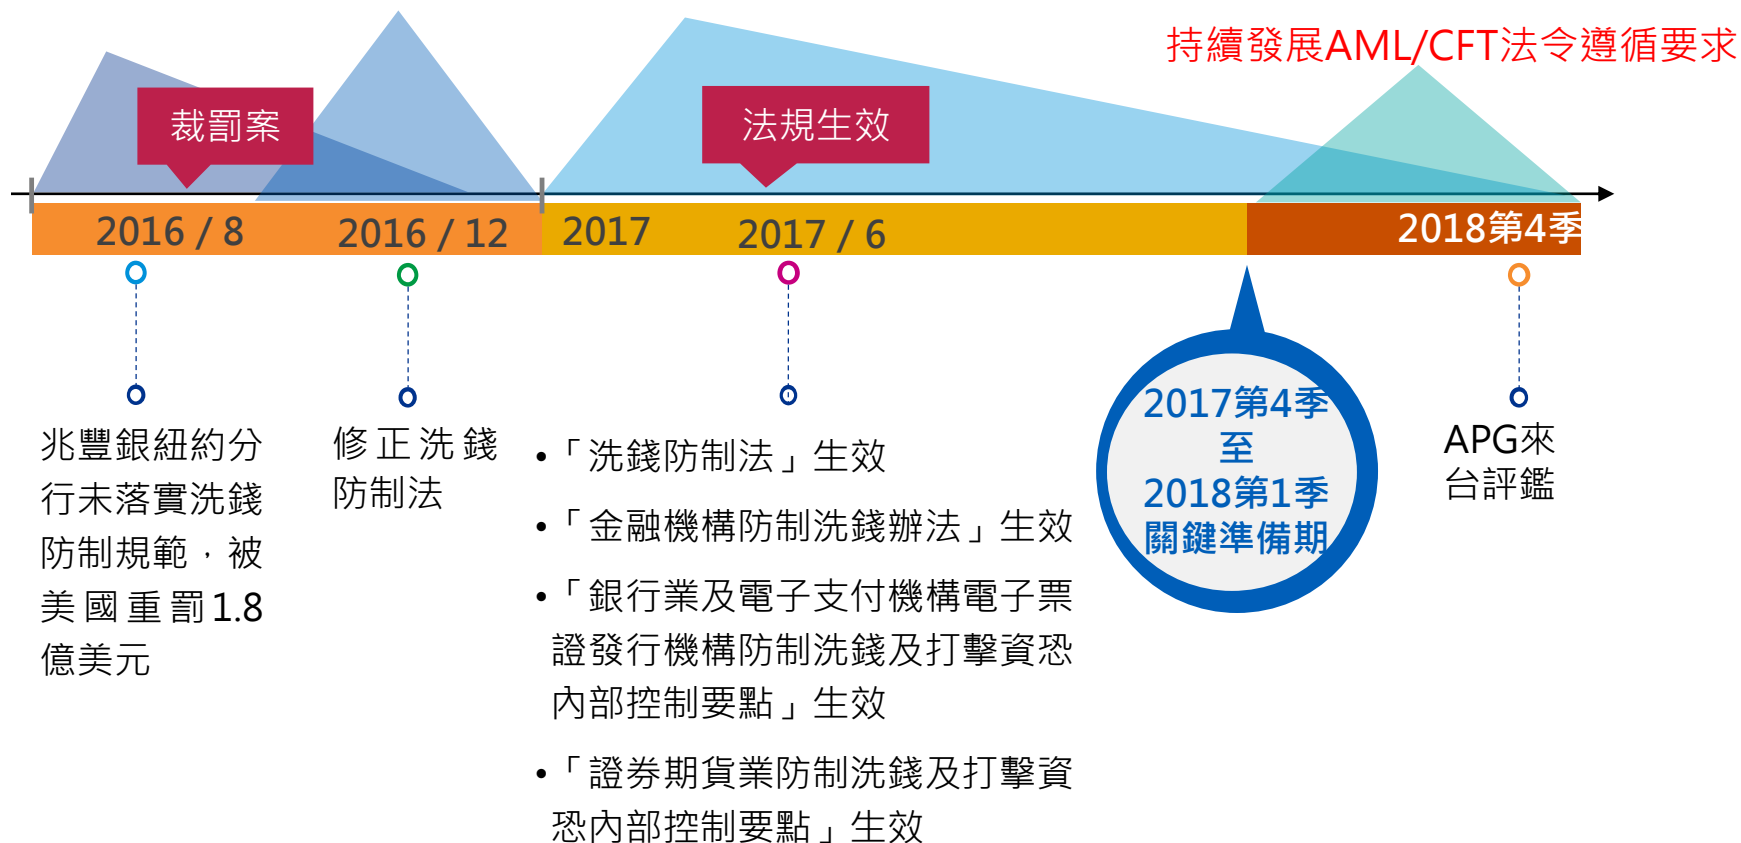 持續發展AML/CFT法令遵循要求
裁罰案
法規生效
2016 / 8
2016 / 12
2017
2017 / 6
2018第4季
兆豐銀紐約分
行未落實洗錢
防制規範，被
美國重罰1.8
億美元
修正洗錢
防制法
•「洗錢防制法」生效
•「金融機構防制洗錢辦法」生效
•「銀行業及電子支付機構電子票
證發行機構防制洗錢及打擊資恐
內部控制要點」生效
•「證券期貨業防制洗錢及打擊資
恐內部控制要點」生效
2017第4季
至
2018第1季
關鍵準備期
APG來
台評鑑